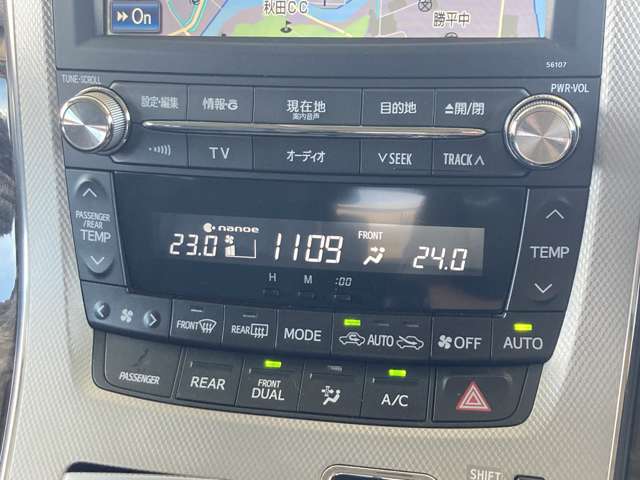 On
秋田C.C
勝平中
56107
TUNE・SCROLL
PWR・VOL
設定・編集 情報 現在地 案内音声 目的地 ▲開/閉
TV オーディオ ∨SEEK TRACK∧
PASSENGER /REAR TEMP
nanoe
23.0 1109 FRONT 24.0
TEMP
H M :00
FRONT REAR MODE AUTO OFF AUTO
PASSENGER REAR FRONT DUAL A/C
SHIFT